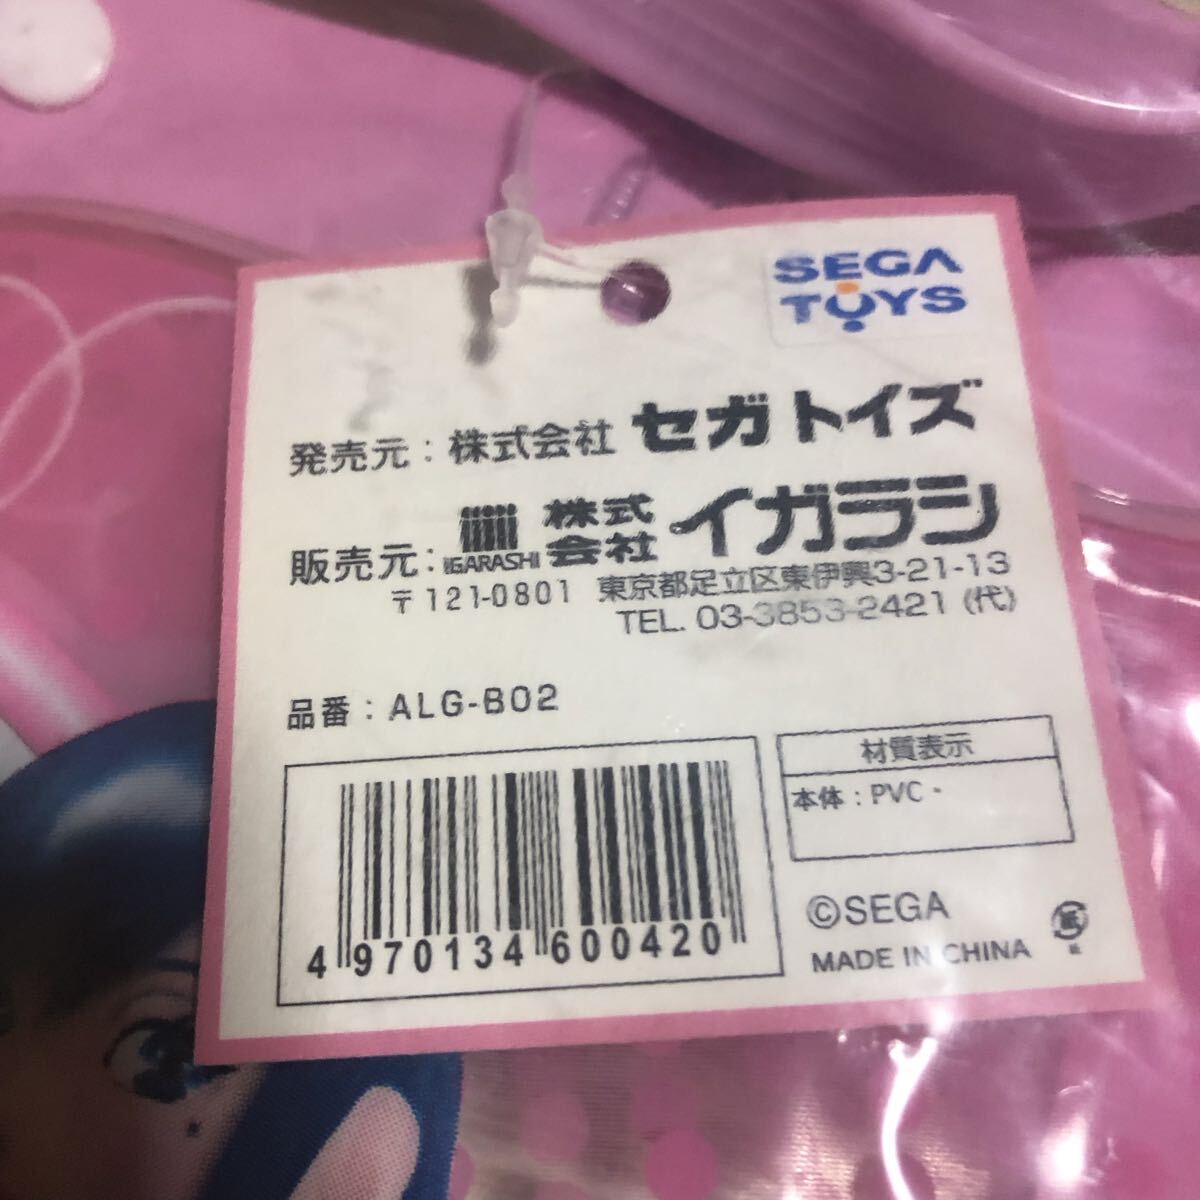 SEGA
TOYS
発売元：株式会社 セガトイズ
販売元：IGARASHI 株式会社 イガラシ
〒121-0801 東京都足立区東伊興3-21-13
TEL. 03-3853-2421（代）
品番：ALG-B02
材質表示
本体：PVC・
4 970134 600420
©SEGA
MADE IN CHINA
紙